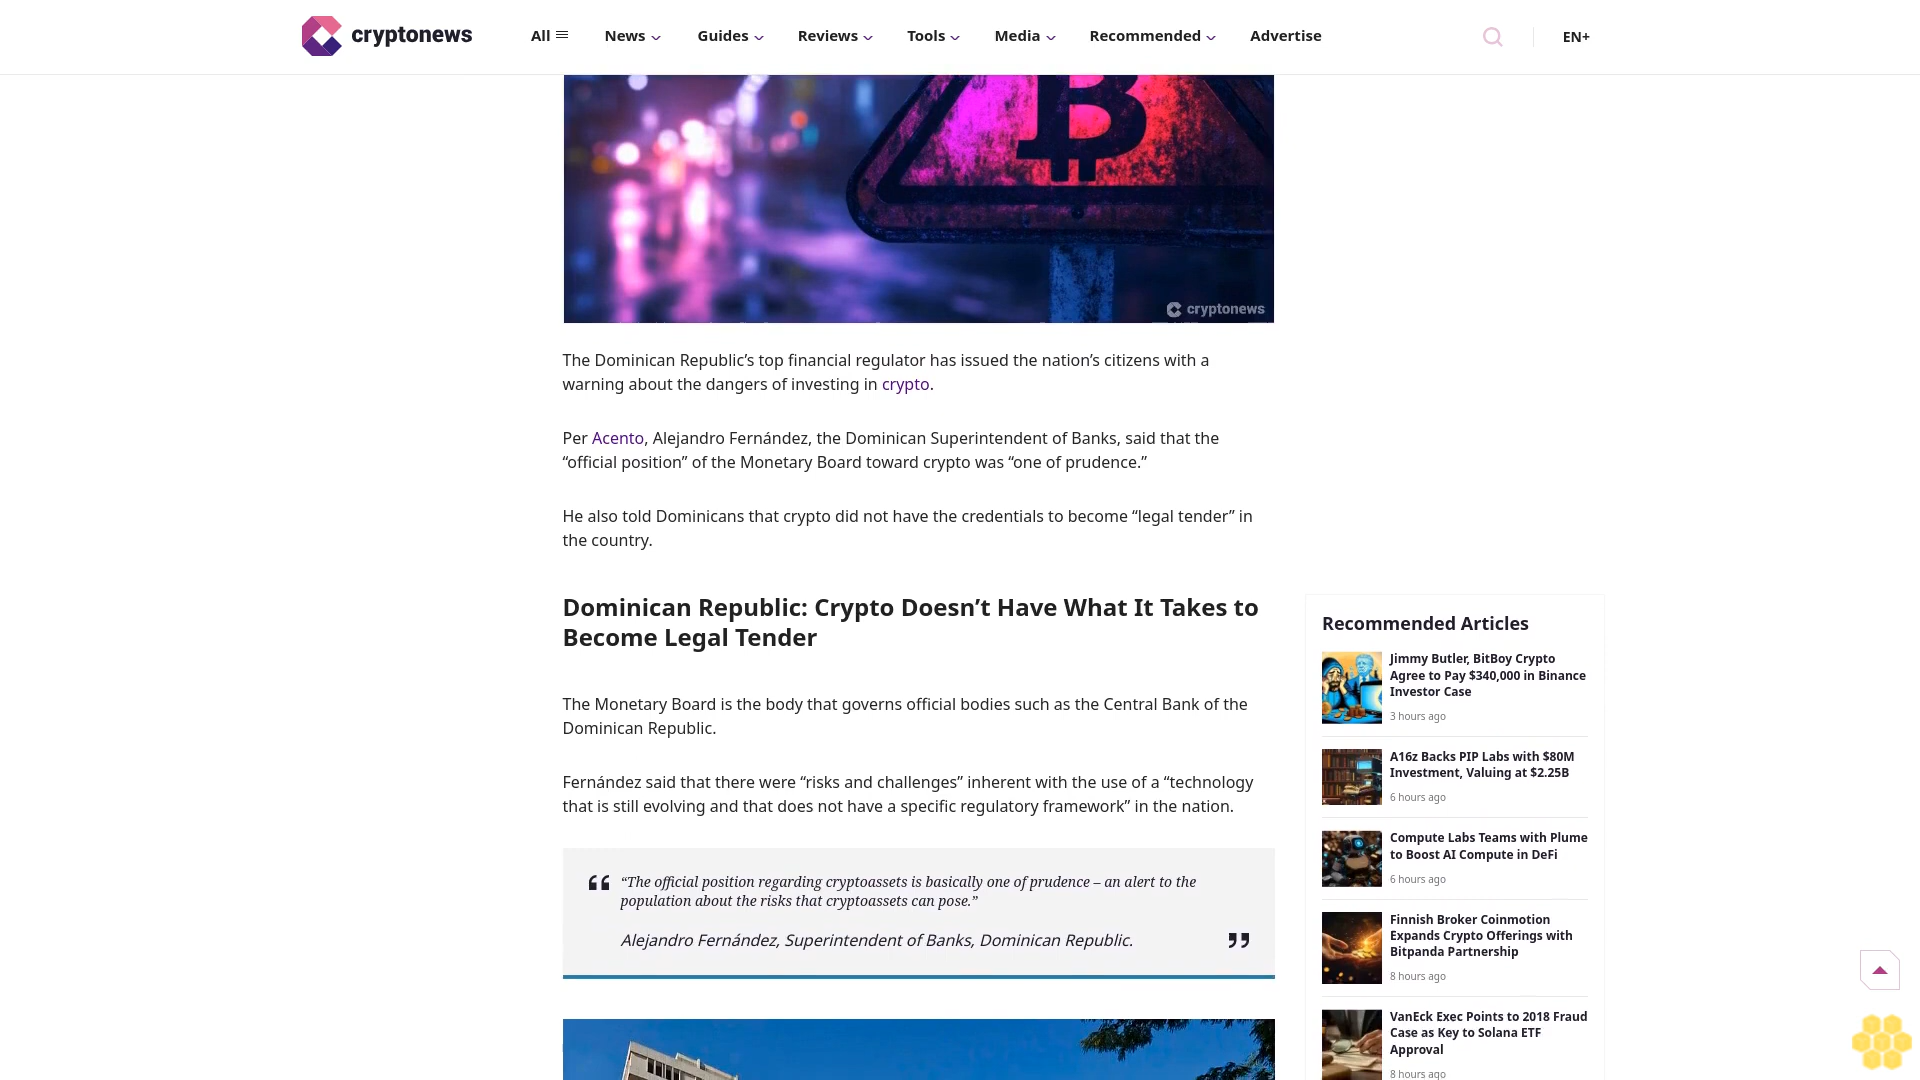 cryptonews
All News Guides Reviews Tools Media Recommended Advertise EN+
cryptonews
The Dominican Republic’s top financial regulator has issued the nation’s citizens with a
warning about the dangers of investing in crypto.
Per Acento, Alejandro Fernández, the Dominican Superintendent of Banks, said that the
“official position” of the Monetary Board toward crypto was “one of prudence.”
He also told Dominicans that crypto did not have the credentials to become “legal tender” in
the country.
Dominican Republic: Crypto Doesn’t Have What It Takes to
Become Legal Tender
The Monetary Board is the body that governs official bodies such as the Central Bank of the
Dominican Republic.
Fernández said that there were “risks and challenges” inherent with the use of a “technology
that is still evolving and that does not have a specific regulatory framework” in the nation.
“The official position regarding cryptoassets is basically one of prudence – an alert to the
population about the risks that cryptoassets can pose.”
Alejandro Fernández, Superintendent of Banks, Dominican Republic.
Recommended Articles
Jimmy Butler, BitBoy Crypto
Agree to Pay $340,000 in Binance
Investor Case
3 hours ago
A16z Backs PIP Labs with $80M
Investment, Valuing at $2.25B
6 hours ago
Compute Labs Teams with Plume
to Boost AI Compute in DeFi
6 hours ago
Finnish Broker Coinmotion
Expands Crypto Offerings with
Bitpanda Partnership
8 hours ago
VanEck Exec Points to 2018 Fraud
Case as Key to Solana ETF
Approval
8 hours ago